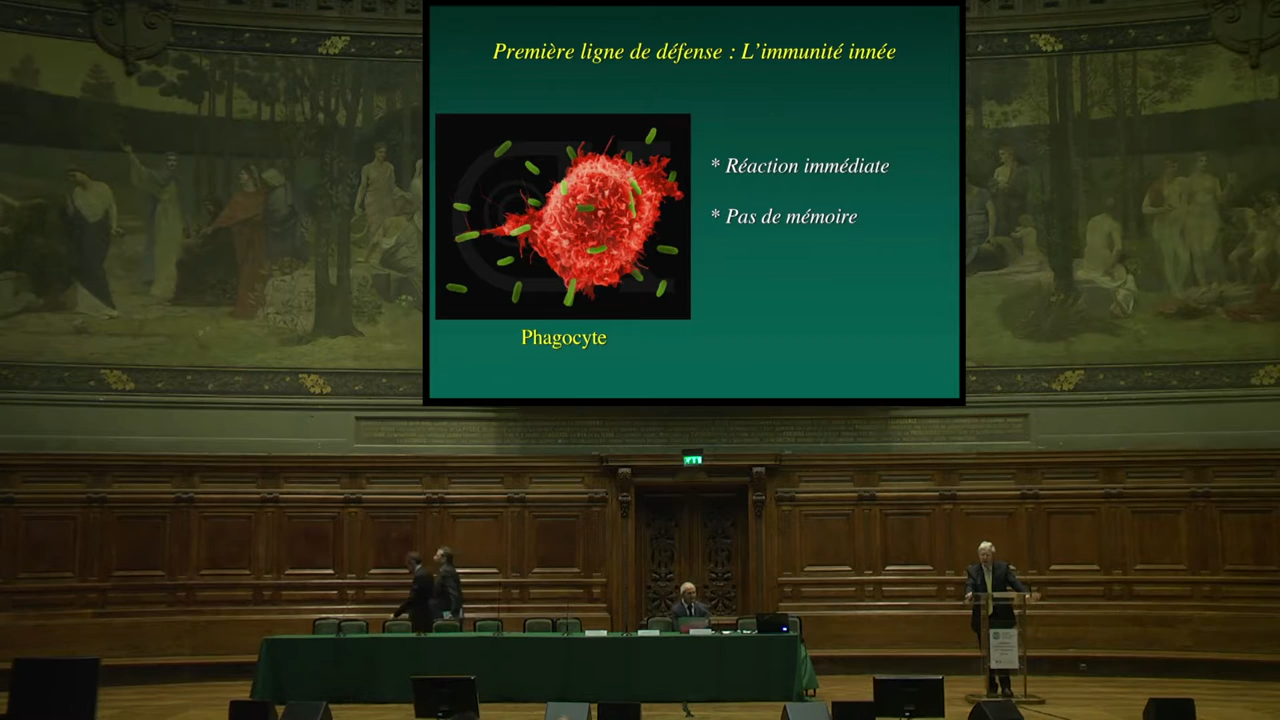 Première ligne de défense : L'immunité innée
* Réaction immédiate
* Pas de mémoire
Phagocyte